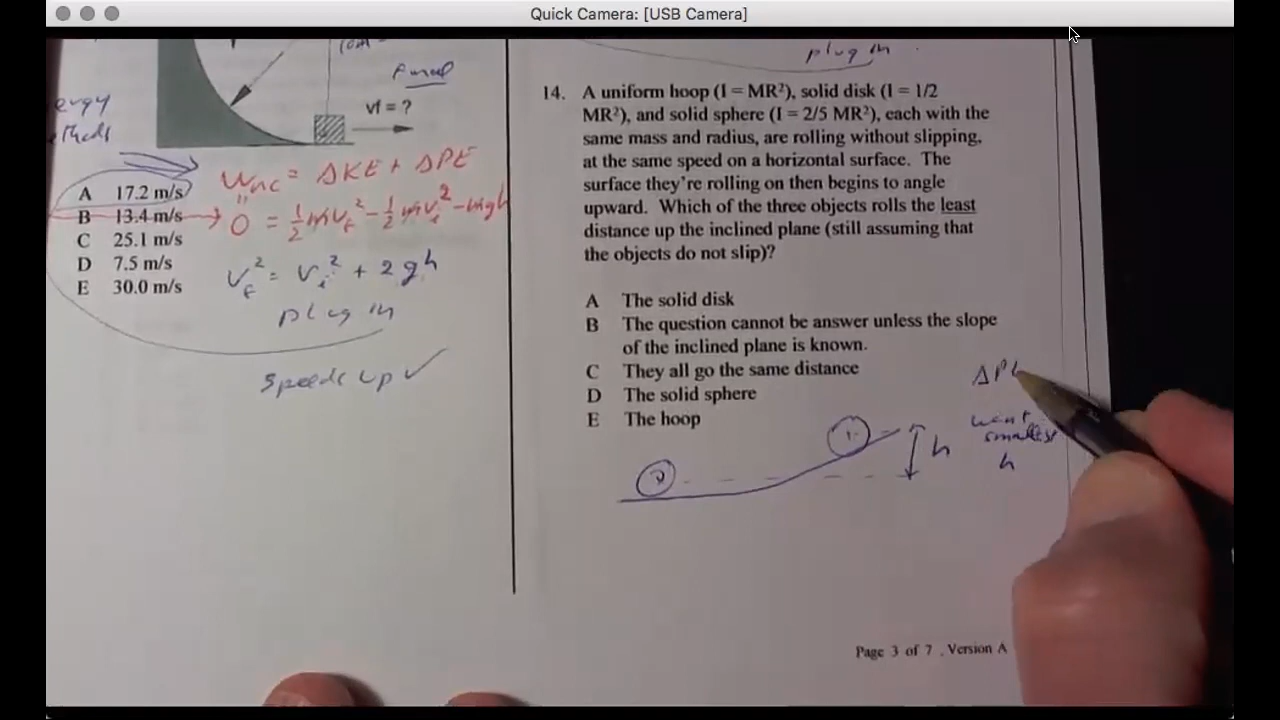 Quick Camera: [USB Camera]
Fmed
vf = ?
A 17.2 m/s
B 13.4 m/s
C 25.1 m/s
D 7.5 m/s
E 30.0 m/s
Wnc = ΔKE + ΔPE
0 = ½mvf² - ½mvi² - mgh
vf² = vi² + 2gh
plug in
speeds up ✓
plug in
14. A uniform hoop (I = MR²), solid disk (I = 1/2
MR²), and solid sphere (I = 2/5 MR²), each with the
same mass and radius, are rolling without slipping,
at the same speed on a horizontal surface. The
surface they're rolling on then begins to angle
upward. Which of the three objects rolls the least
distance up the inclined plane (still assuming that
the objects do not slip)?
A The solid disk
B The question cannot be answer unless the slope
of the inclined plane is known.
C They all go the same distance
D The solid sphere
E The hoop
ΔP
want
smallest
h
h
Page 3 of 7 . Version A